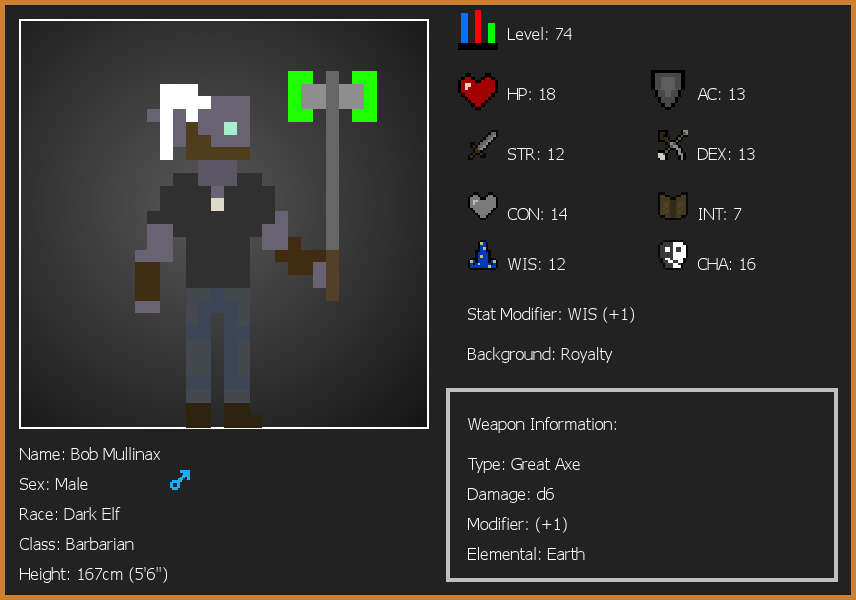 Level: 74
HP: 18
AC: 13
STR: 12
DEX: 13
CON: 14
INT: 7
WIS: 12
CHA: 16
Stat Modifier: WIS (+1)
Background: Royalty
Weapon Information:
Type: Great Axe
Damage: d6
Modifier: (+1)
Elemental: Earth
Name: Bob Mullinax
Sex: Male
Race: Dark Elf
Class: Barbarian
Height: 167cm (5'6")